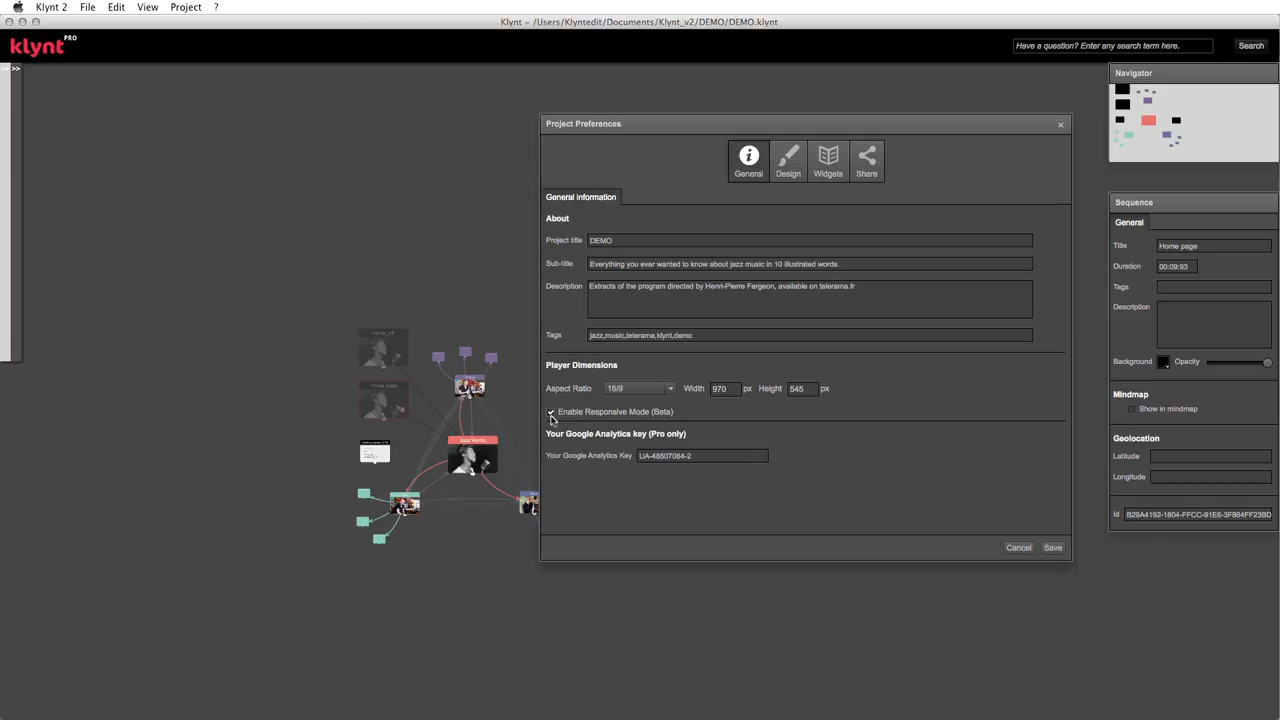 Klynt 2 File Edit View Project ?
Klynt - /Users/Klyntedit/Documents/Klynt_v2/DEMO/DEMO.klynt
klynt PRO
Have a question? Enter any search term here. Search
>> >>
Navigator
Project Preferences ×
General Design Widgets Share
General information
About
Project title DEMO
Sub-title Everything you ever wanted to know about jazz music in 10 illustrated words.
Description Extracts of the program directed by Henri-Pierre Fargeon, available on telerama.fr
Tags jazz,music,telerama,klynt,demo
Player Dimensions
Aspect Ratio 16/9 Width 970 px Height 545 px
Enable Responsive Mode (Beta)
Your Google Analytics key (Pro only)
Your Google Analytics Key UA-48507064-2
Cancel Save
Jazz Words
Sequence
General
Title Home page
Duration 00:09:93
Tags
Description
Background Opacity
Mindmap
Show in mindmap
Geolocation
Latitude
Longitude
Id B29A4192-1804-FFCC-91E6-3F864FF23BD